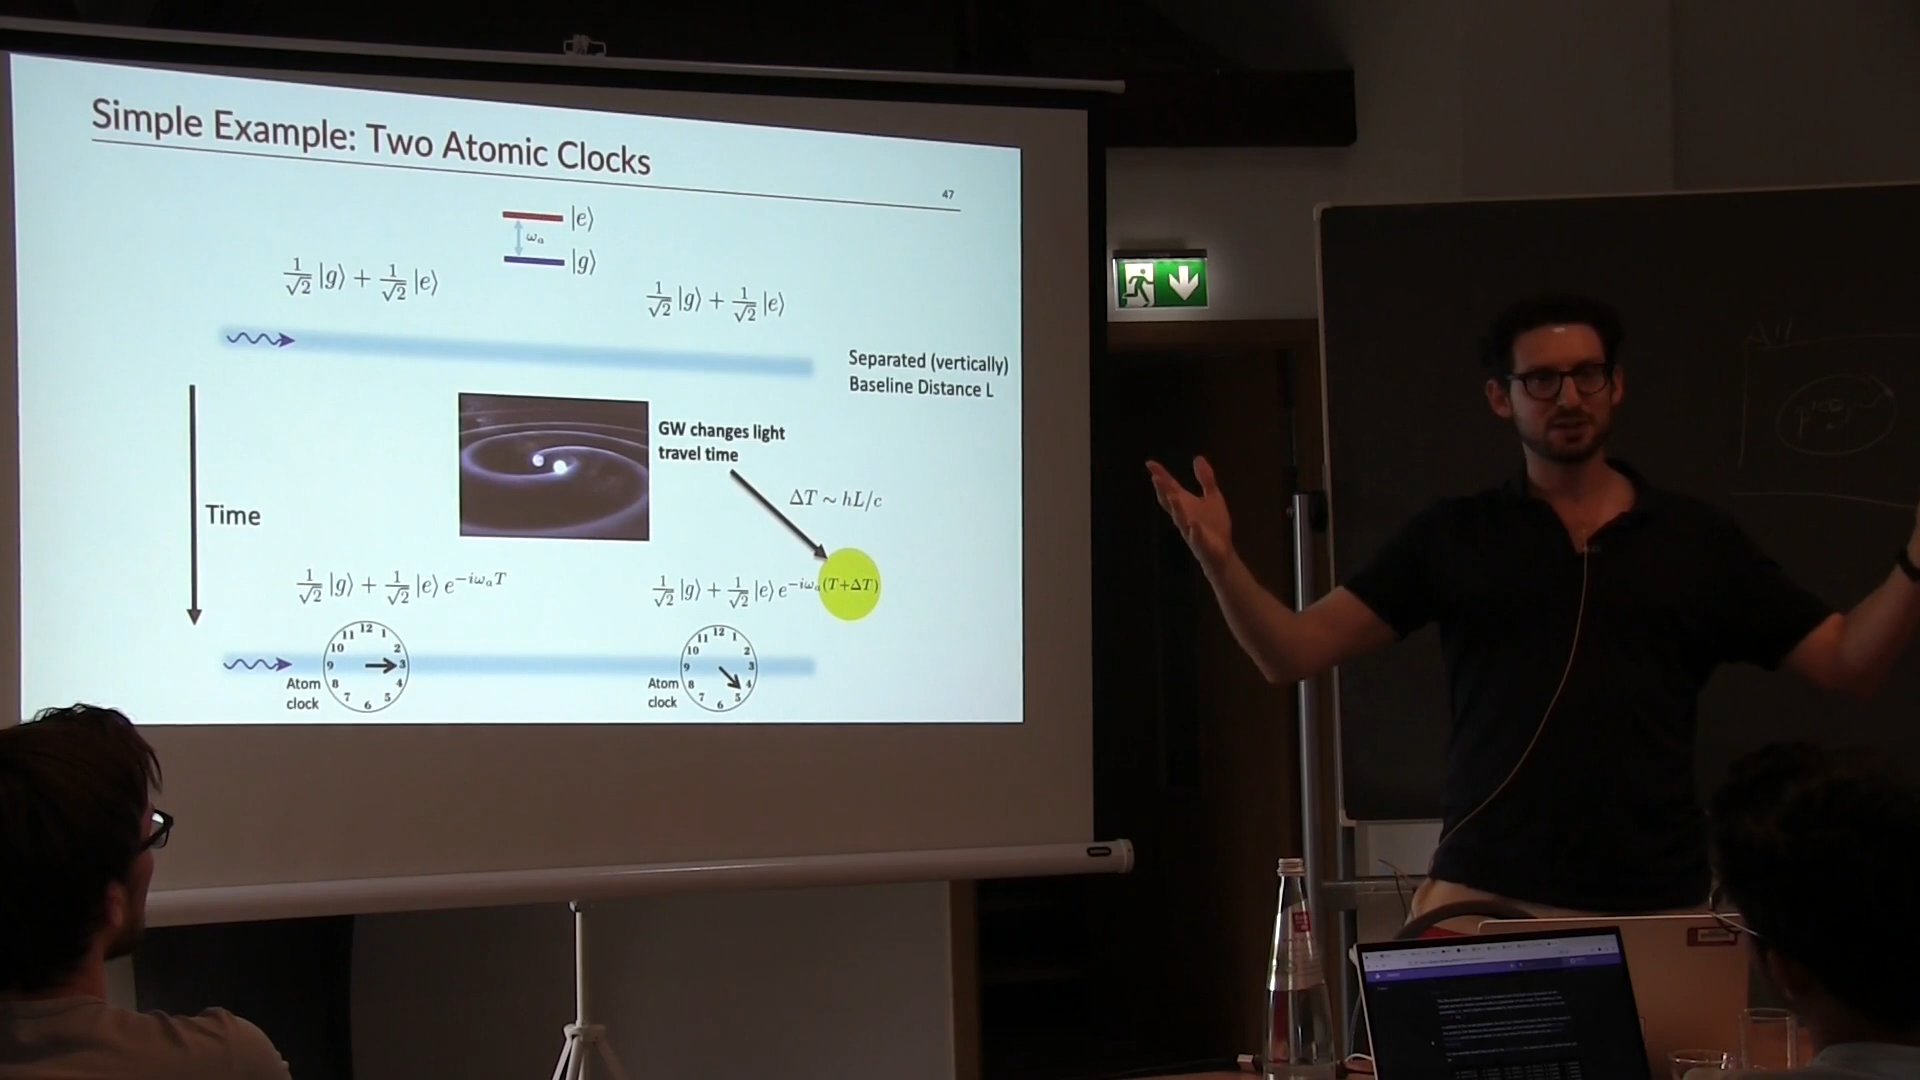 Simple Example: Two Atomic Clocks
47
|e⟩
ωₐ
|g⟩
1/√2 |g⟩ + 1/√2 |e⟩
1/√2 |g⟩ + 1/√2 |e⟩
Separated (vertically)
Baseline Distance L
GW changes light
travel time
ΔT ~ hL/c
Time
1/√2 |g⟩ + 1/√2 |e⟩ e^{-iωₐT}
1/√2 |g⟩ + 1/√2 |e⟩ e^{-iωₐ(T+ΔT)}
12 1 2 3 4 5 6 7 8 9 10 11
Atom
clock
12 1 2 3 4 5 6 7 8 9 10 11
Atom
clock